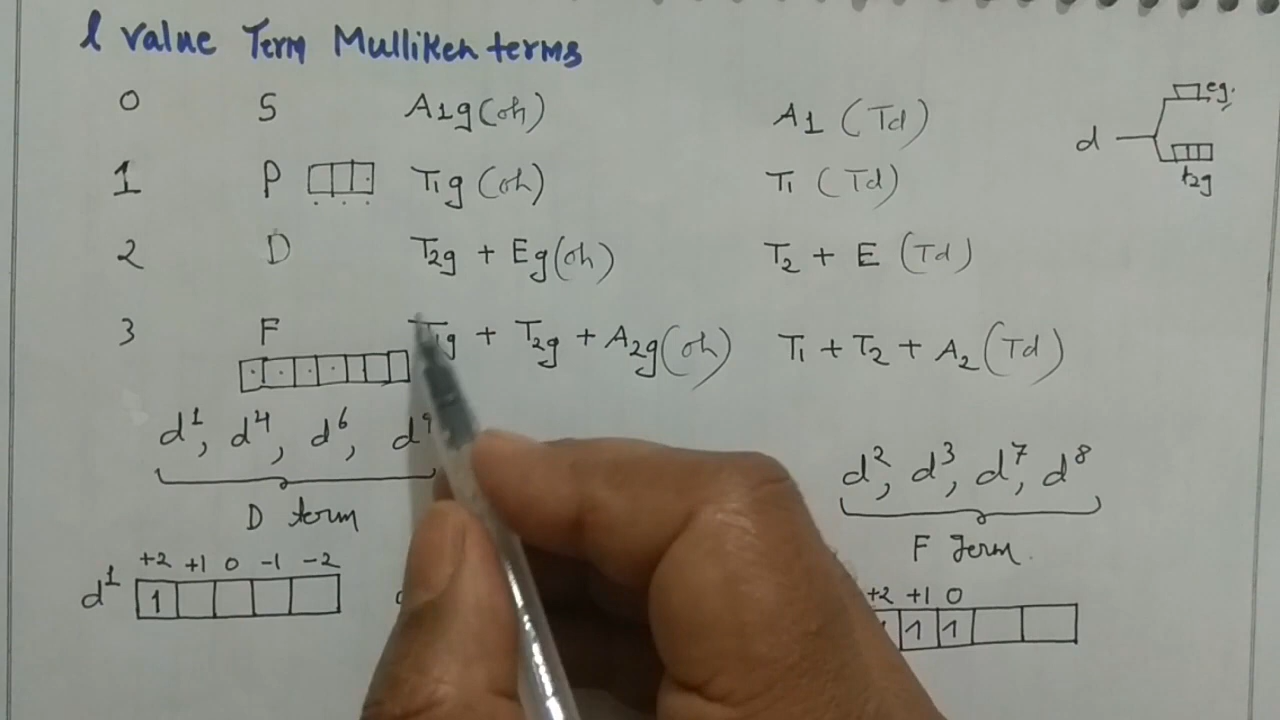 l value Term Mulliken terms
0 S A1g(oh) A1 (Td)
d eg.
t2g
1 P T1g (oh) T1 (Td)
2 D T2g + Eg(oh) T2 + E (Td)
3 F T1g + T2g + A2g(oh) T1 + T2 + A2 (Td)
d¹, d⁴, d⁶, d⁹
D term
d², d³, d⁷, d⁸
F Term.
+2 +1 0 -1 -2
d¹ 1
+2 +1 0
1 1